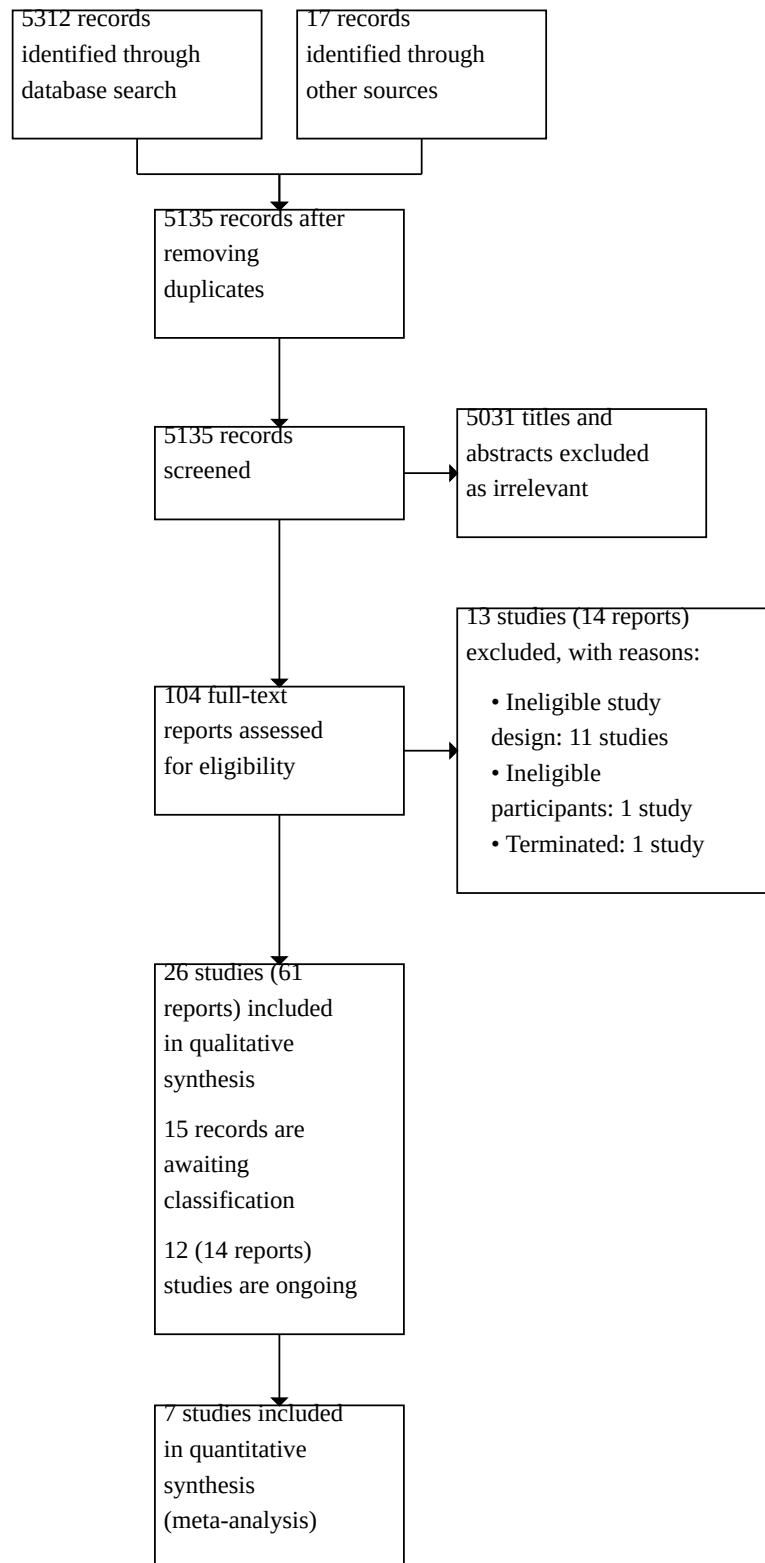 5312 records
identified through
database search
17 records
identified through
other sources
5135 records after
removing
duplicates
5135 records
screened
5031 titles and
abstracts excluded
as irrelevant
104 full-text
reports assessed
for eligibility
13 studies (14 reports)
excluded, with reasons:
• Ineligible study
design: 11 studies
• Ineligible
participants: 1 study
• Terminated: 1 study
26 studies (61
reports) included
in qualitative
synthesis
15 records are
awaiting
classification
12 (14 reports)
studies are ongoing
7 studies included
in quantitative
synthesis
(meta-analysis)